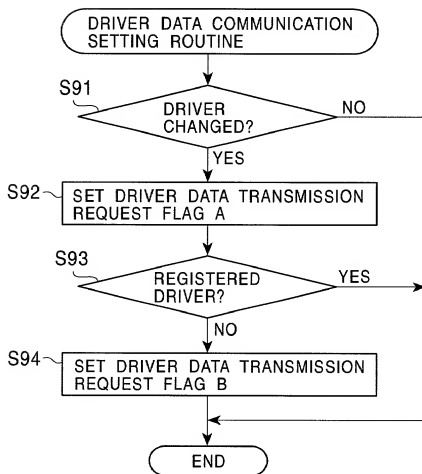 DRIVER DATA COMMUNICATION
SETTING ROUTINE
S91
DRIVER
CHANGED?
NO
YES
S92
SET DRIVER DATA TRANSMISSION
REQUEST FLAG A
S93
REGISTERED
DRIVER?
YES
NO
S94
SET DRIVER DATA TRANSMISSION
REQUEST FLAG B
END